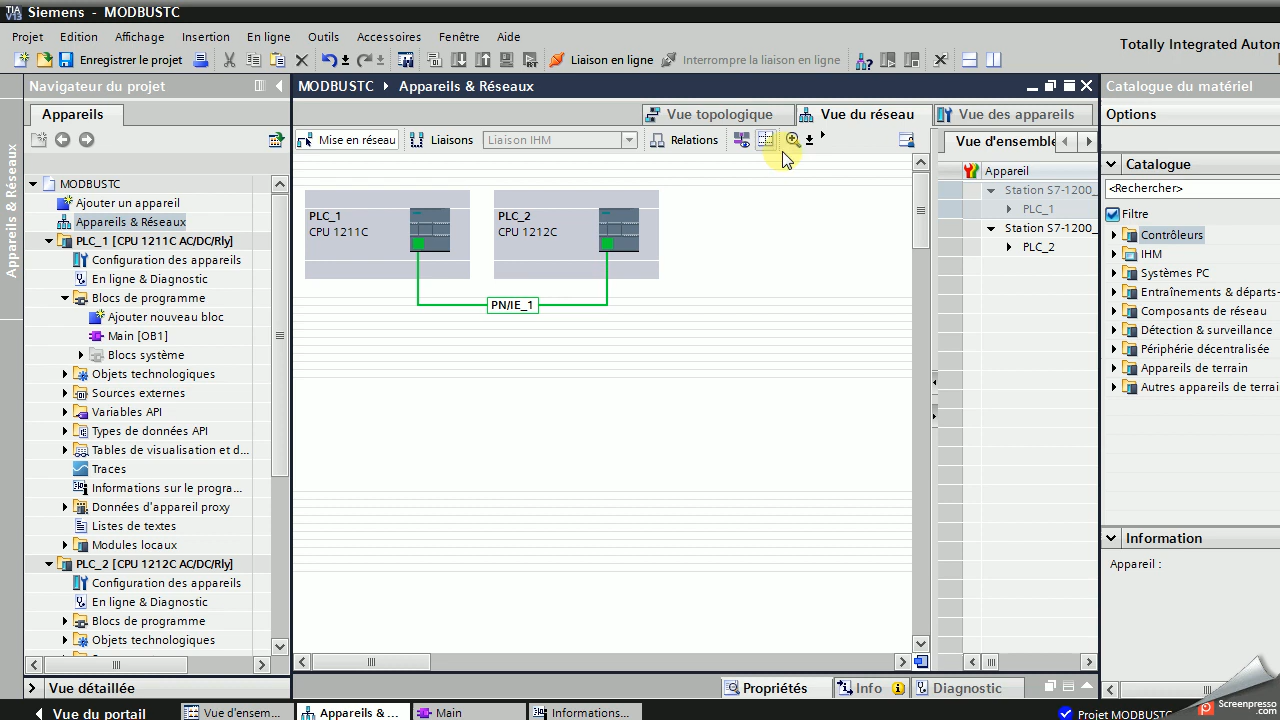 TIA V13 Siemens - MODBUSTC
Projet Edition Affichage Insertion En ligne Outils Accessoires Fenêtre Aide
Totally Integrated Autom
Enregistrer le projet Liaison en ligne Interrompre la liaison en ligne
Navigateur du projet
MODBUSTC Appareils & Réseaux
Catalogue du matériel
Appareils
Vue topologique Vue du réseau Vue des appareils
Options
Mise en réseau Liaisons Liaison IHM Relations
Vue d'ensemble
Appareils & Réseaux
MODBUSTC
Ajouter un appareil
Appareils & Réseaux
PLC_1 [CPU 1211C AC/DC/Rly]
Configuration des appareils
En ligne & Diagnostic
Blocs de programme
Ajouter nouveau bloc
Main [OB1]
Blocs système
Objets technologiques
Sources externes
Variables API
Types de données API
Tables de visualisation et d...
Traces
Informations sur le progra...
Données d'appareil proxy
Listes de textes
Modules locaux
PLC_2 [CPU 1212C AC/DC/Rly]
Configuration des appareils
En ligne & Diagnostic
Blocs de programme
Objets technologiques
Vue détaillée
PLC_1
CPU 1211C
PLC_2
CPU 1212C
PN/IE_1
Appareil
Station S7-1200_
PLC_1
Station S7-1200_
PLC_2
Catalogue
<Rechercher>
Filtre
Contrôleurs
IHM
Systèmes PC
Entraînements & départs-
Composants de réseau
Détection & surveillance
Périphérie décentralisée
Appareils de terrain
Autres appareils de terrai
Information
Appareil :
Propriétés Info Diagnostic
Vue du portail Vue d'ensem... Appareils & ... Main Informations...
Projet MODBUSTC
Screenpresso
.com